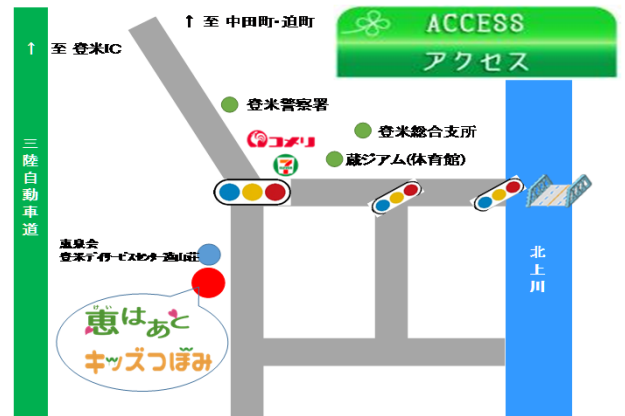 ↑ 至 中田町・迫町
ACCESS
アクセス
↑
至 登米IC
登米警察署
登米総合支所
コメリ
蔵ジアム(体育館)
三陸自動車道
恵泉会
登米デイサービスセンター遠山荘
北上川
けい
恵はあと
キッズつぼみ